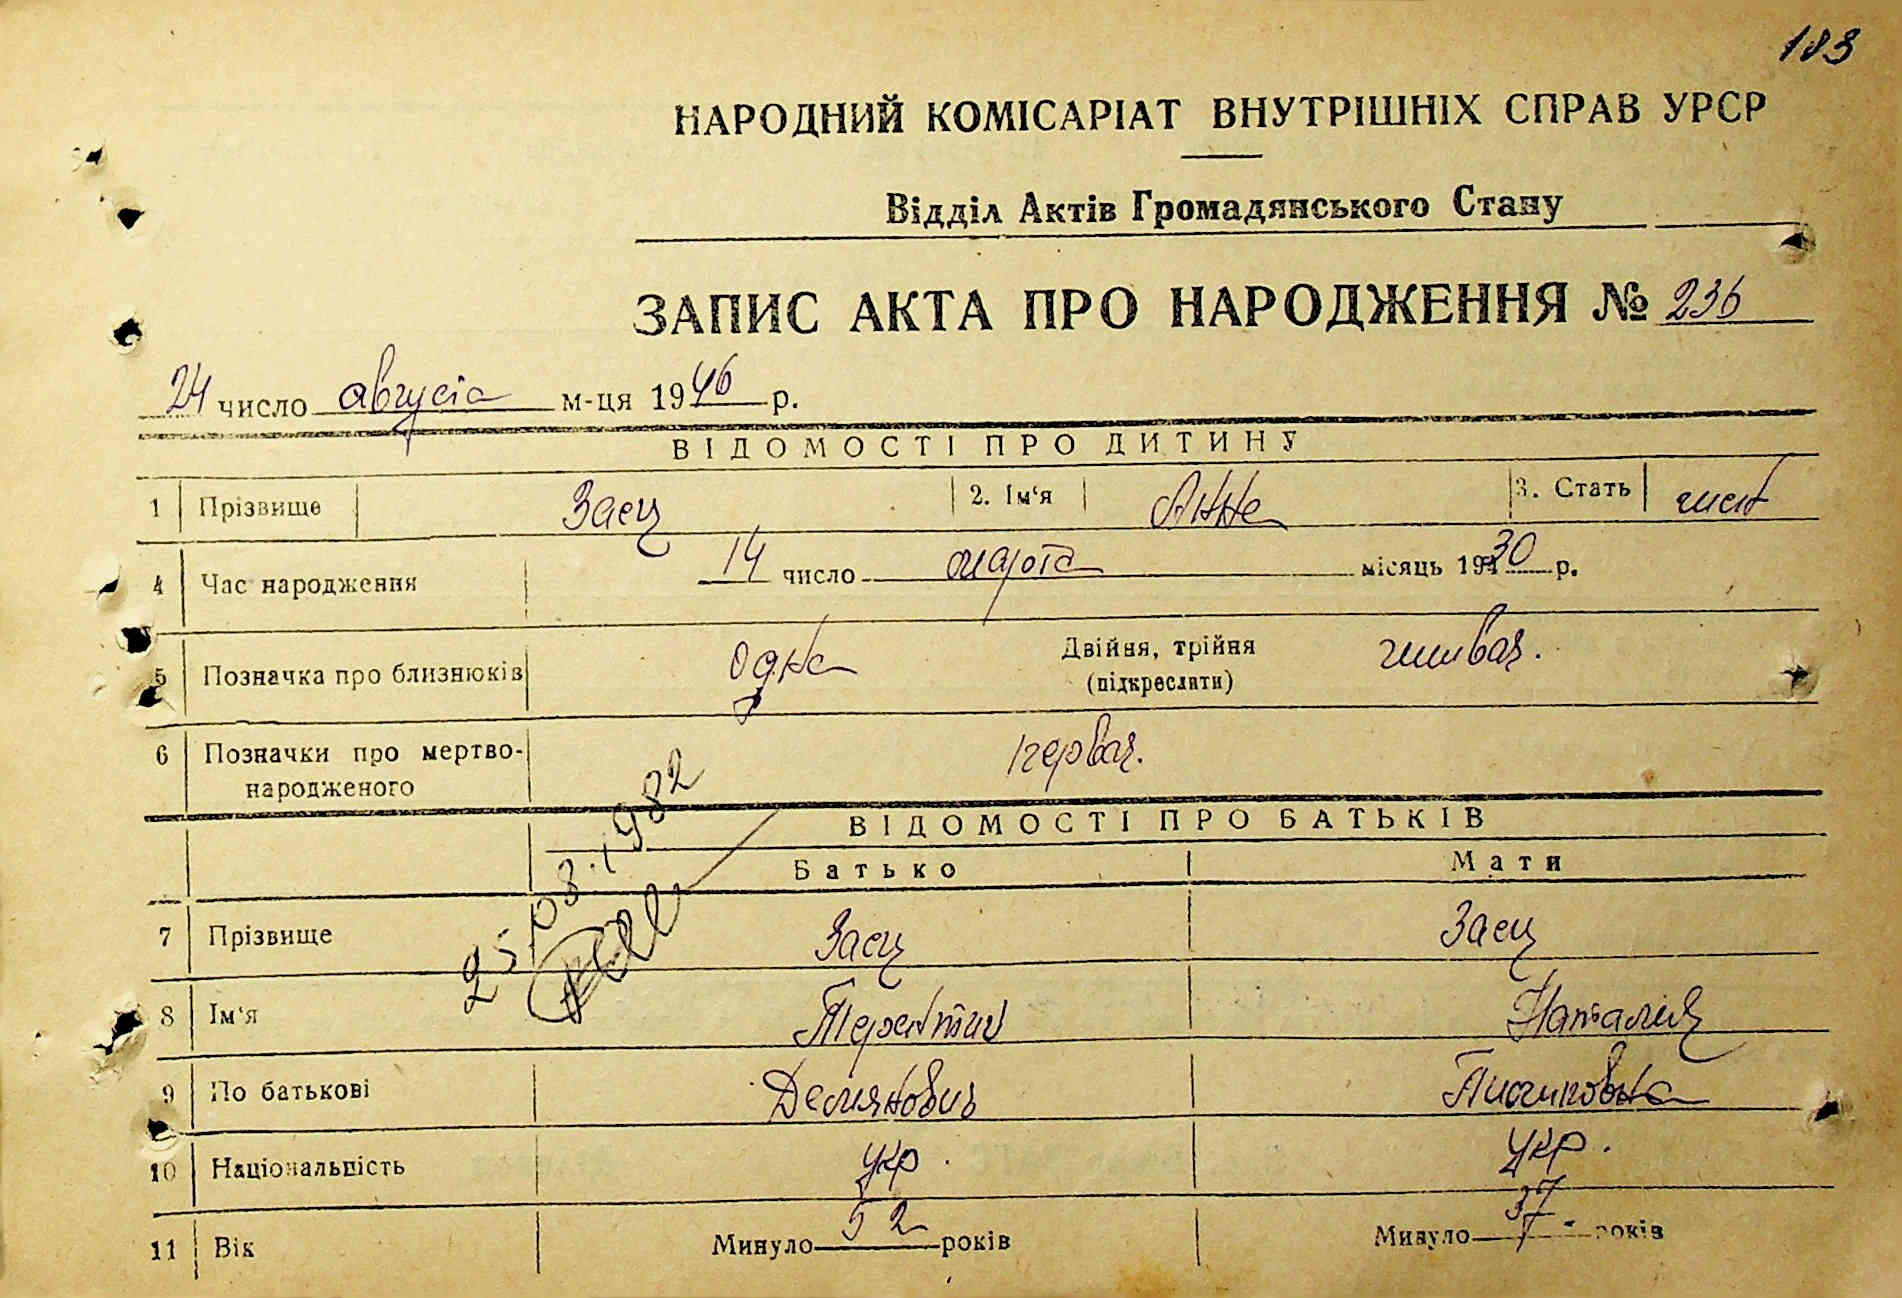 183
НАРОДНИЙ КОМІСАРІАТ ВНУТРІШНІХ СПРАВ УРСР
Відділ Актів Громадянського Стану
ЗАПИС АКТА ПРО НАРОДЖЕННЯ № 236
24 число августа м-ця 1946 р.
ВІДОМОСТІ ПРО ДИТИНУ
1 Прізвище Заец 2. Ім'я Анна 3. Стать жен
4 Час народження 14 число марта місяць 1930 р.
5 Позначка про близнюків Одна Двійня, трійня (підкреслити) живая.
6 Позначки про мертво-
народженого первая.
25.03.1982
ВІДОМОСТІ ПРО БАТЬКІВ
Батько Мати
7 Прізвище Заец Заец
8 Ім'я Терентий Наталия
9 По батькові Демянович
10 Національність укр. укр.
11 Вік Минуло 52 років Минуло 37 років